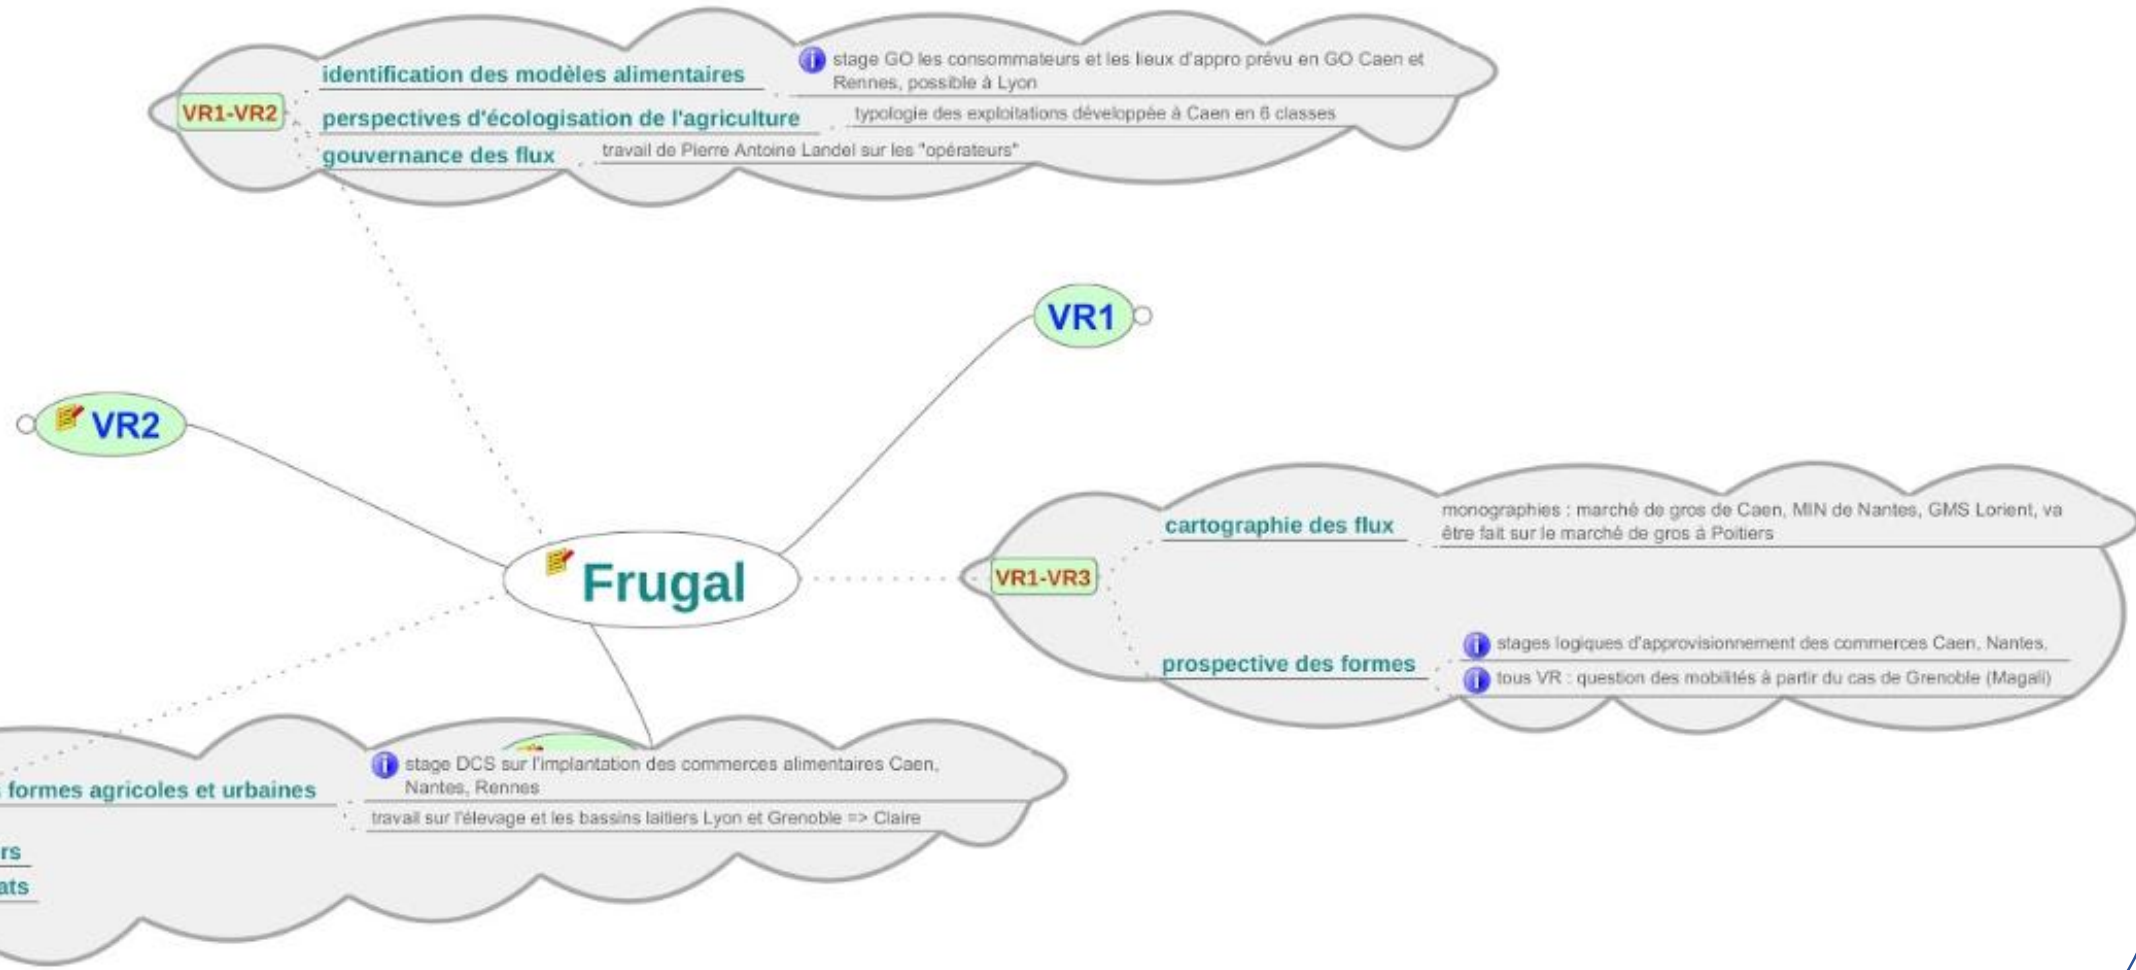 identification des modèles alimentaires
stage GO les consommateurs et les lieux d'appro prévu en GO Caen et
Rennes, possible à Lyon
VR1-VR2
perspectives d'écologisation de l'agriculture
typologie des exploitations développée à Caen en 6 classes
gouvernance des flux
travail de Pierre Antoine Landel sur les "opérateurs"
VR1
VR2
Frugal
VR1-VR3
cartographie des flux
monographies : marché de gros de Caen, MIN de Nantes, GMS Lorient, va
être fait sur le marché de gros à Poitiers
prospective des formes
stages logiques d'approvisionnement des commerces Caen, Nantes,
tous VR : question des mobilités à partir du cas de Grenoble (Magali)
formes agricoles et urbaines
stage DCS sur l'implantation des commerces alimentaires Caen,
Nantes, Rennes
travail sur l'élevage et les bassins laitiers Lyon et Grenoble => Claire
rs
ats